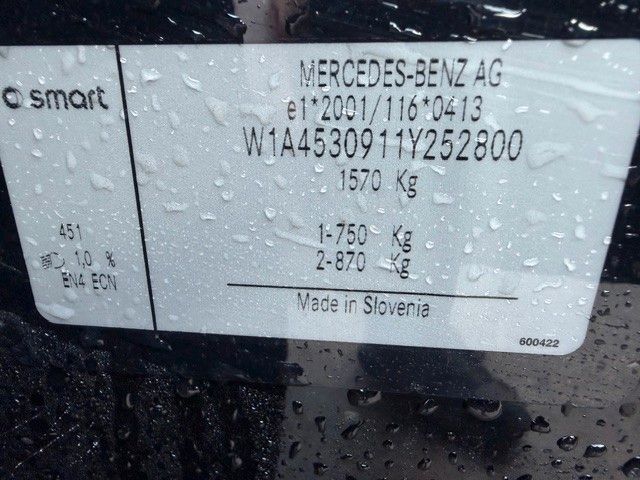 smart
451
1,0 %
EN4 ECN
MERCEDES-BENZ AG
e1*2001/116*0413
W1A4530911Y252800
1570 Kg
1-750 Kg
2-870 Kg
Made in Slovenia
600422